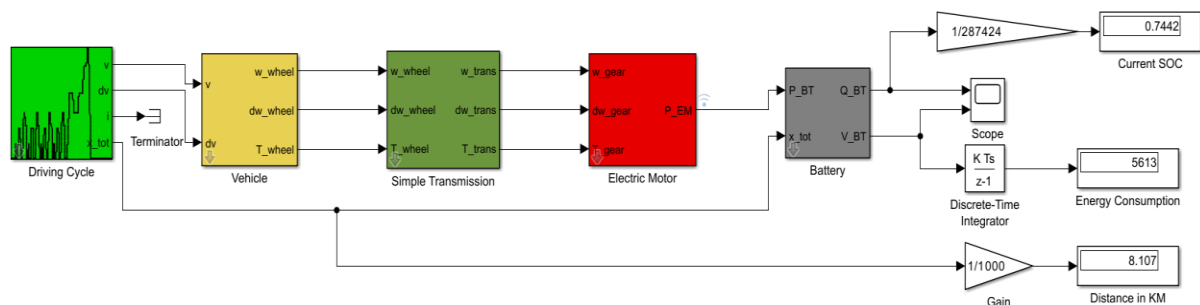 v
dv
i
x_tot
Driving Cycle
Terminator
v
dv
Vehicle
w_wheel
dw_wheel
T_wheel
w_wheel
dw_wheel
T_wheel
w_trans
dw_trans
T_trans
Simple Transmission
w_gear
dw_gear
T_gear
P_EM
Electric Motor
P_BT
x_tot
Q_BT
V_BT
Battery
1/287424
0.7442
Current SOC
Scope
K Ts
z-1
Discrete-Time
Integrator
5613
Energy Consumption
1/1000
Gain
8.107
Distance in KM